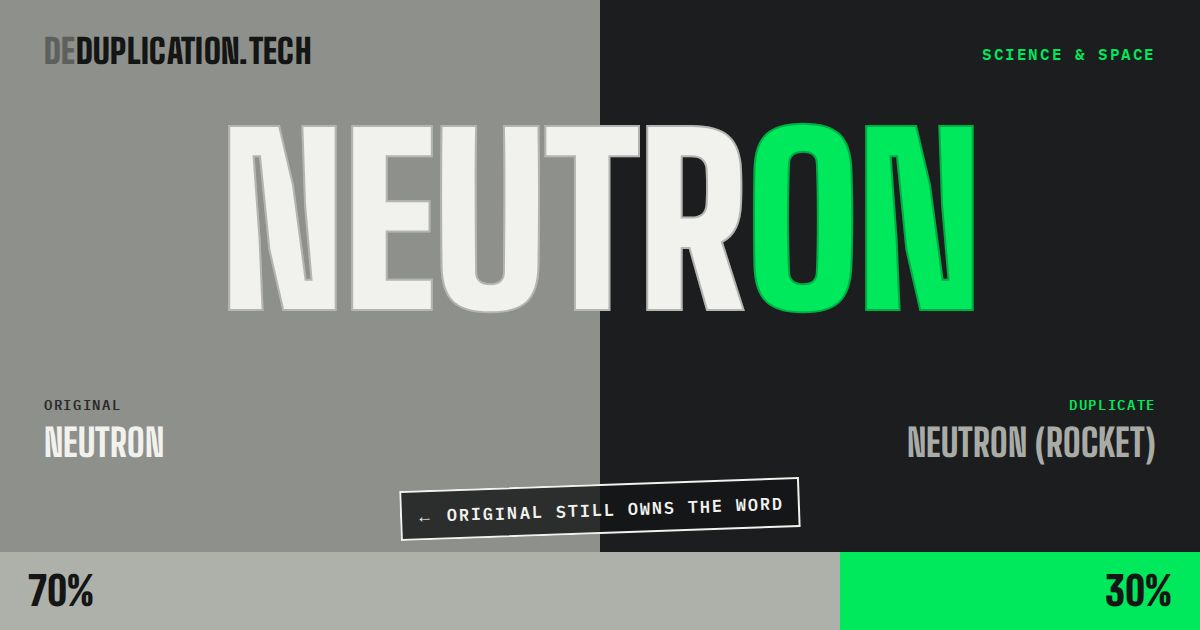 DEDUPLICATION.TECH
SCIENCE & SPACE
NEUTRON
ORIGINAL
NEUTRON
DUPLICATE
NEUTRON (ROCKET)
← ORIGINAL STILL OWNS THE WORD
70%
30%